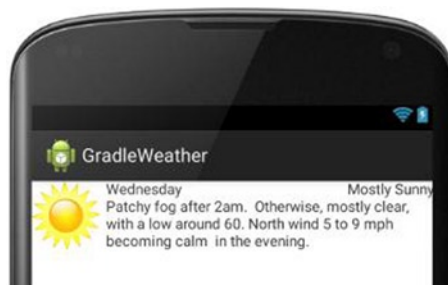 GradleWeather
Wednesday Mostly Sunny
Patchy fog after 2am.  Otherwise, mostly clear,
with a low around 60. North wind 5 to 9 mph
becoming calm  in the evening.